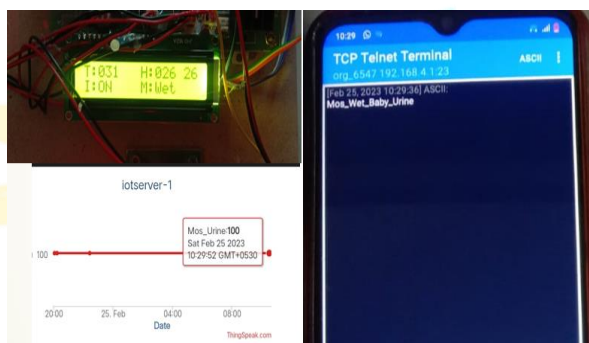 T:031 H:026 26
I:ON M:Wet
iotserver-1
Mos_Urine:100
Sat Feb 25 2023
10:29:52 GMT+0530
100
20:00 25. Feb 04:00 08:00
Date
ThingSpeak.com
10:29
TCP Telnet Terminal
org_6547 192.168.4.1:23
ASCII
[Feb 25, 2023 10:29:36] ASCII:
Mos_Wet_Baby_Urine